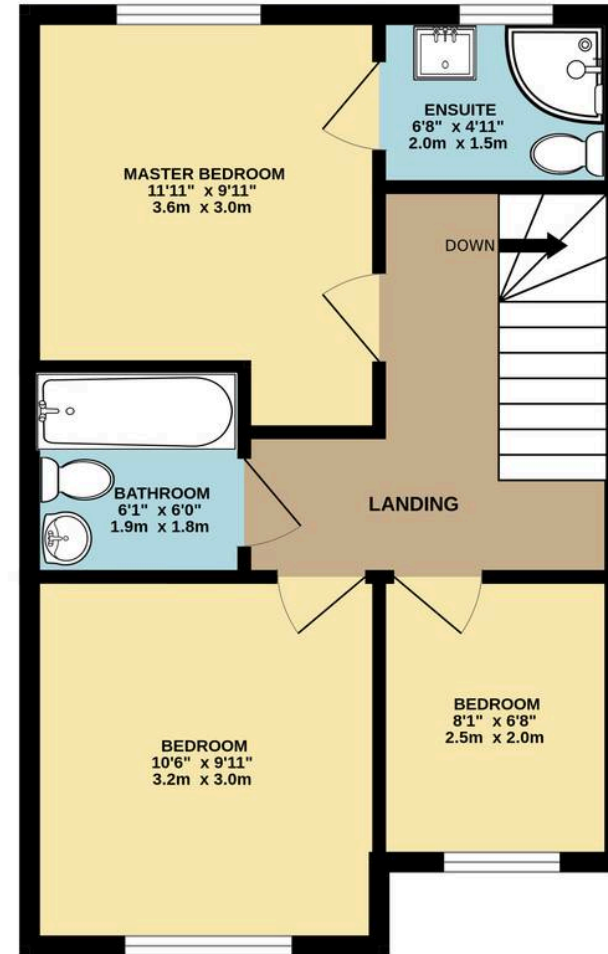 MASTER BEDROOM
11'11" x 9'11"
3.6m x 3.0m
ENSUITE
6'8" x 4'11"
2.0m x 1.5m
DOWN
BATHROOM
6'1" x 6'0"
1.9m x 1.8m
LANDING
BEDROOM
10'6" x 9'11"
3.2m x 3.0m
BEDROOM
8'1" x 6'8"
2.5m x 2.0m